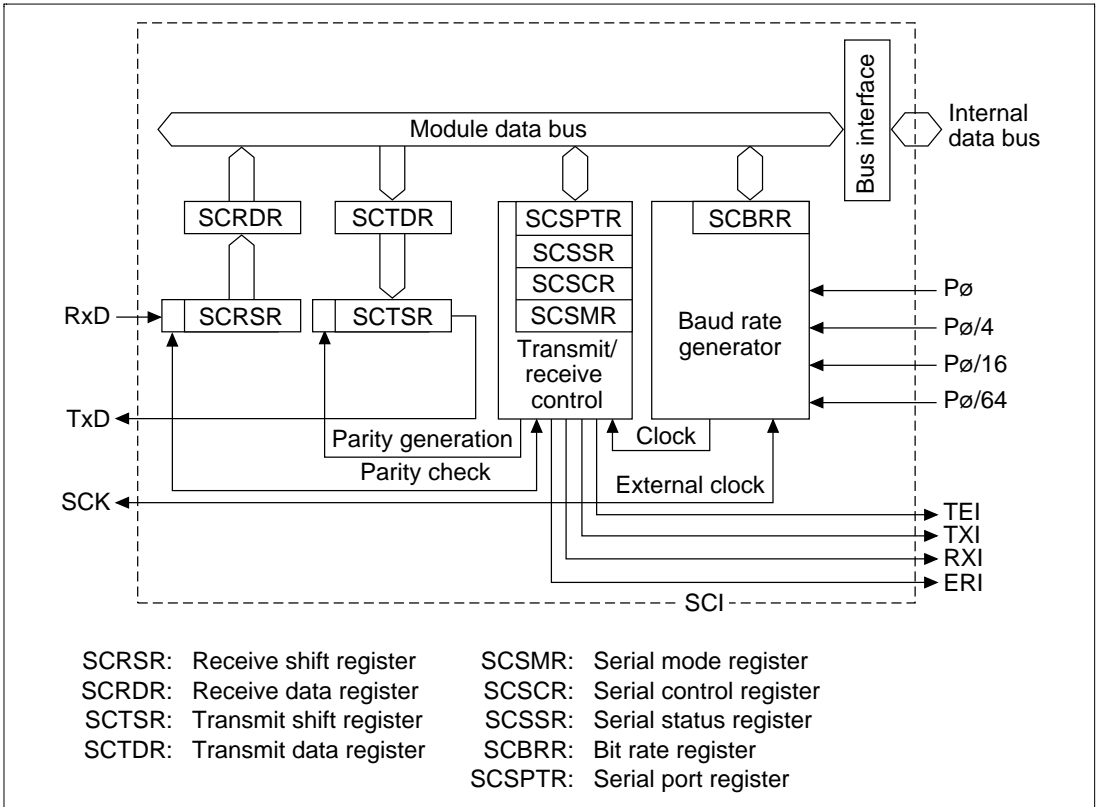 Module data bus
Bus interface
Internal
data bus
SCRDR
SCTDR
SCSPTR
SCBRR
SCSSR
SCSCR
SCRSR
SCTSR
SCSMR
RxD
Transmit/
receive
control
Baud rate
generator
Pø
Pø/4
Pø/16
Pø/64
TxD
Parity generation
Clock
Parity check
External clock
SCK
TEI
TXI
RXI
ERI
SCI
SCRSR: Receive shift register
SCRDR: Receive data register
SCTSR: Transmit shift register
SCTDR: Transmit data register
SCSMR: Serial mode register
SCSCR: Serial control register
SCSSR: Serial status register
SCBRR: Bit rate register
SCSPTR: Serial port register